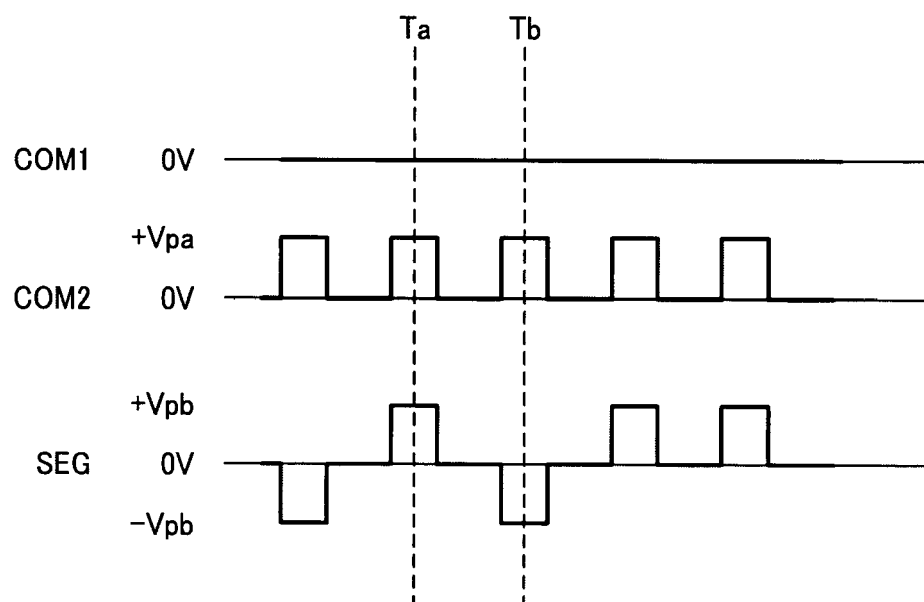 Ta Tb
COM1 0V
+Vpa
COM2 0V
+Vpb
SEG 0V
−Vpb